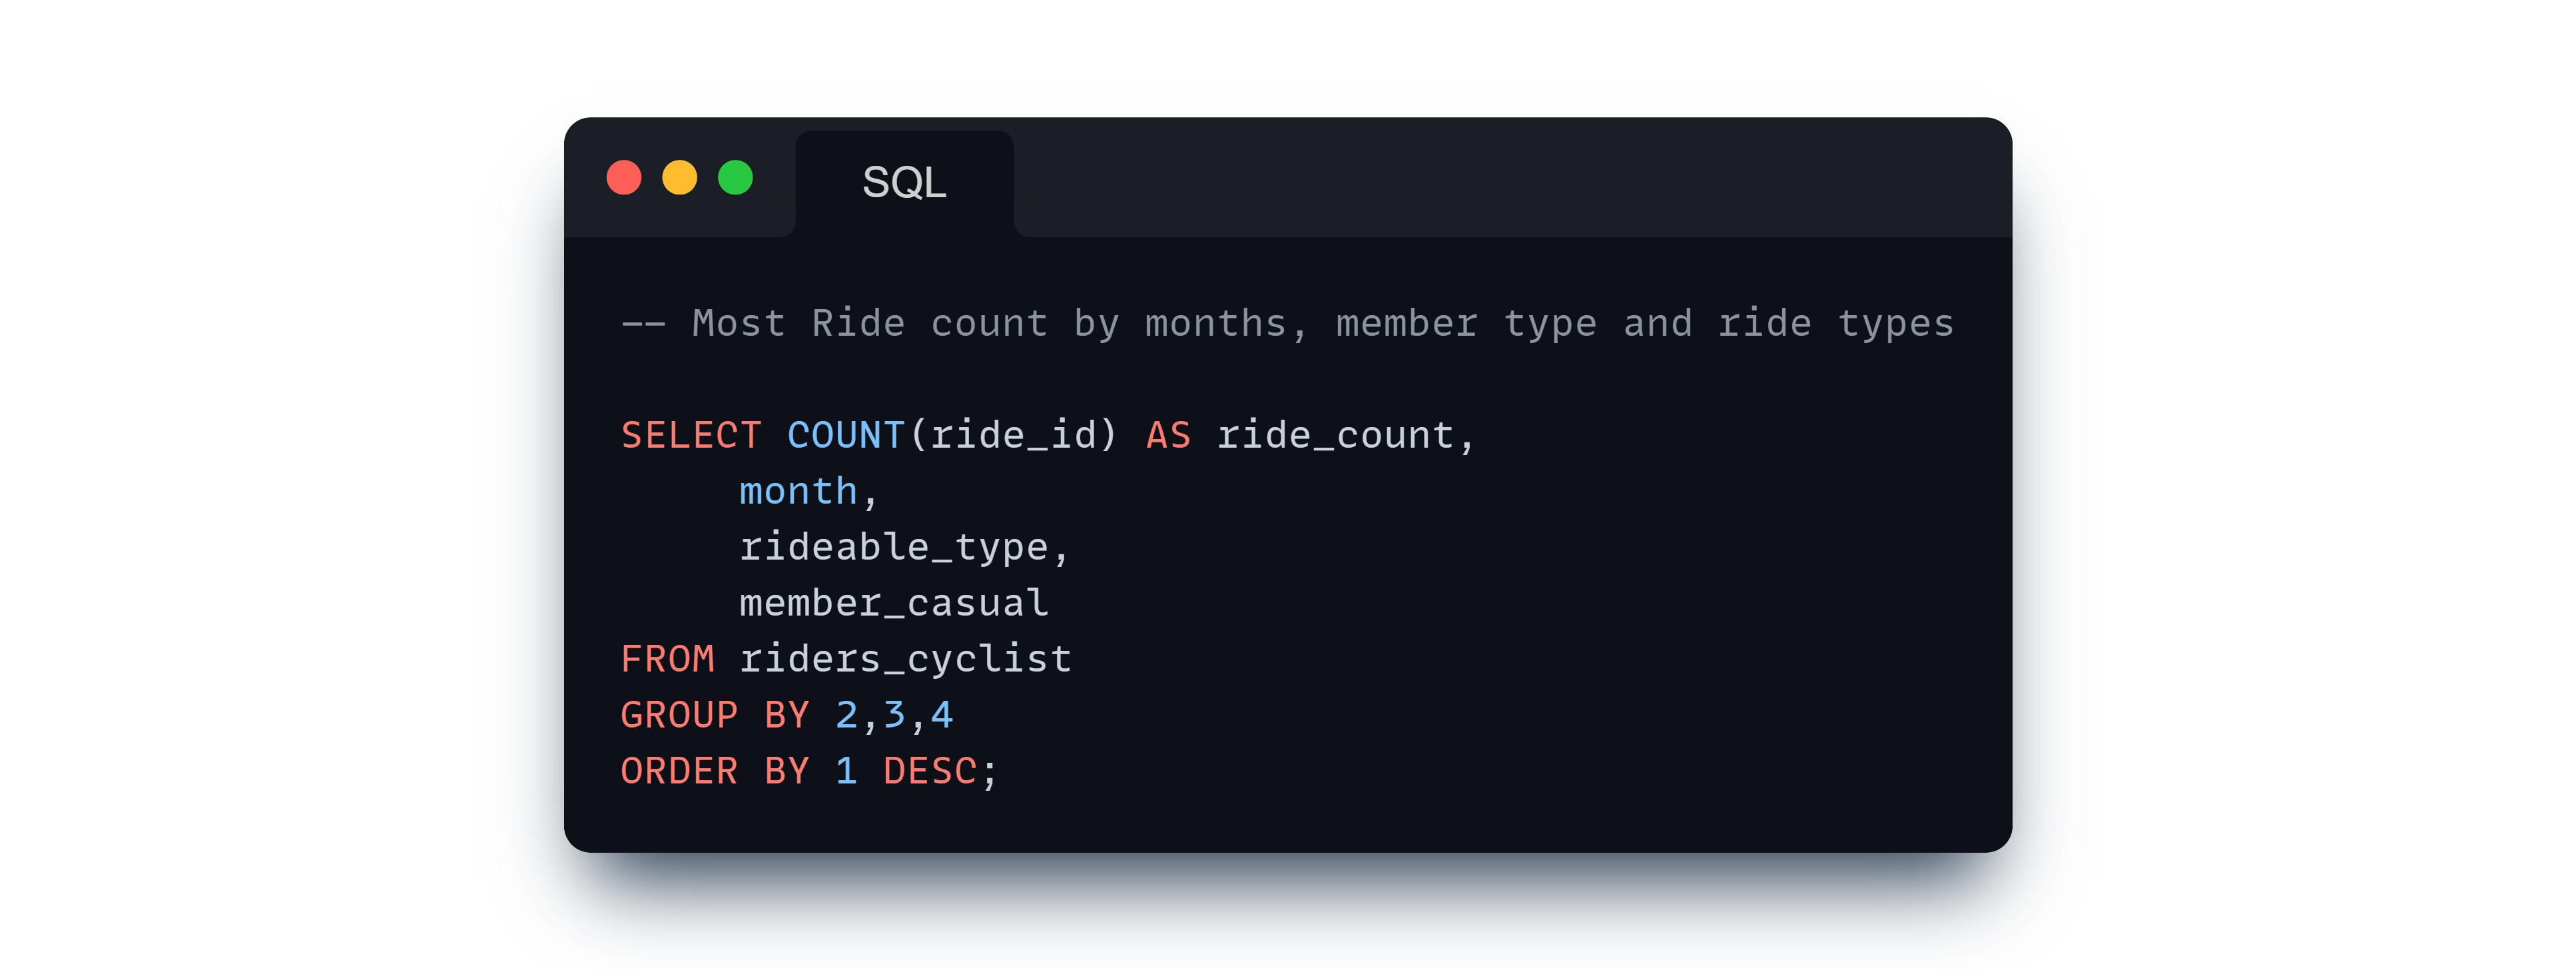 SQL
-- Most Ride count by months, member type and ride types
SELECT COUNT(ride_id) AS ride_count,
month,
rideable_type,
member_casual
FROM riders_cyclist
GROUP BY 2,3,4
ORDER BY 1 DESC;